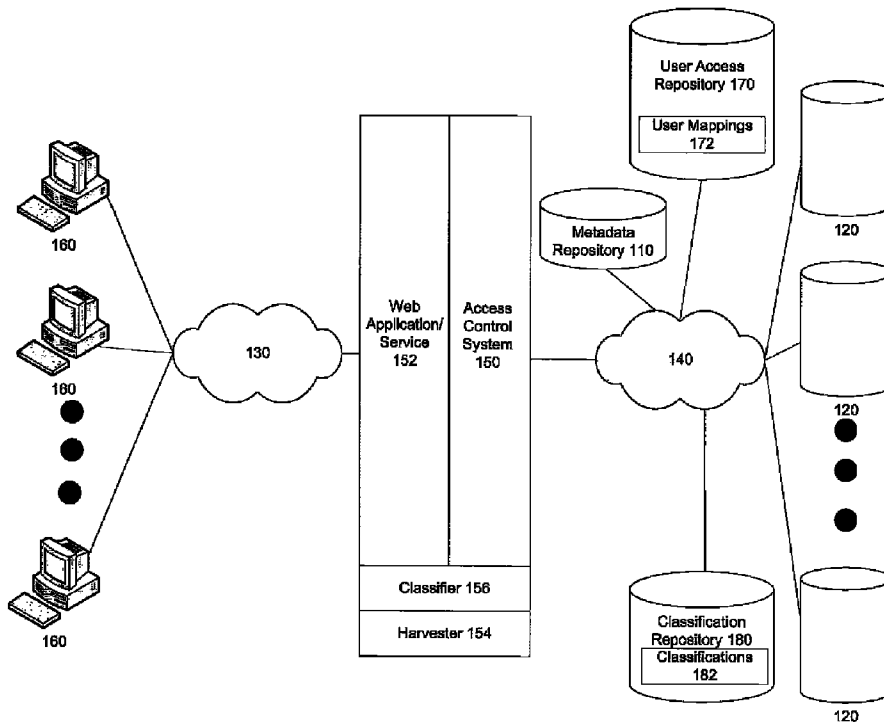 User Access
Repository 170
User Mappings
172
160
120
Metadata
Repository 110
160
130
Web
Application/
Service
152
Access
Control
System
150
140
120
Classifier 156
Harvester 154
160
Classification
Repository 180
Classifications
182
120